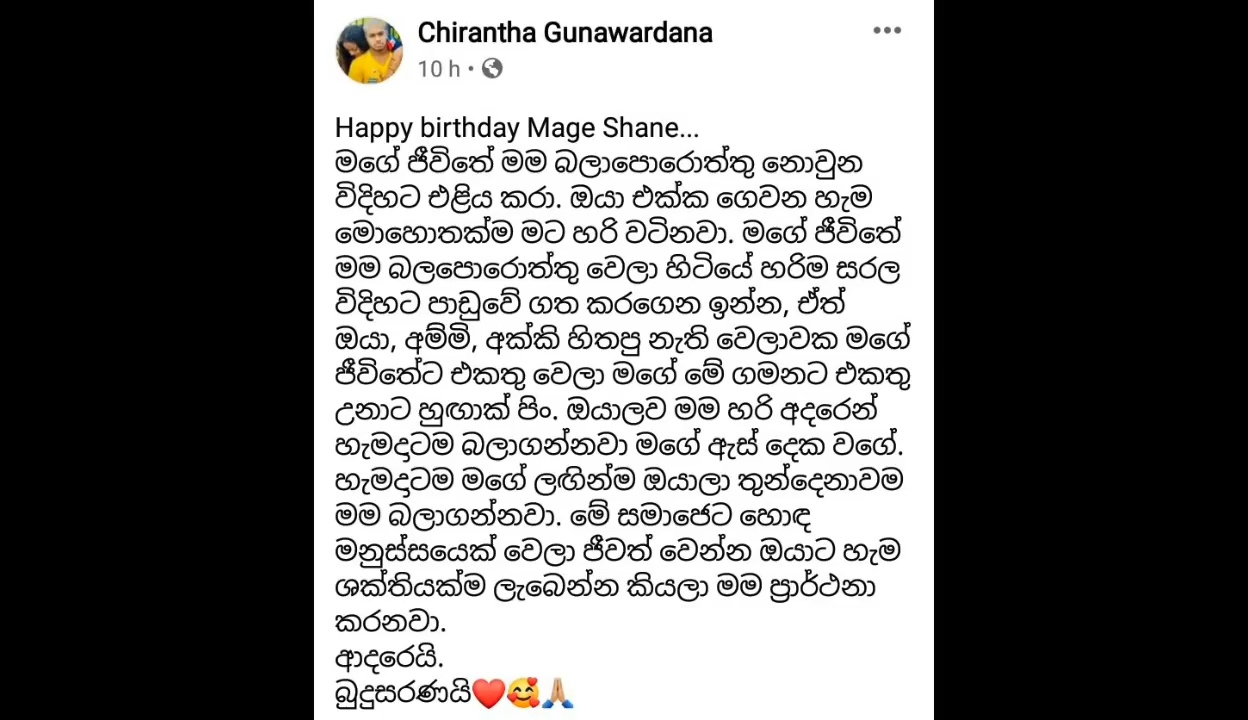 Chirantha Gunawardana
10 h
Happy birthday Mage Shane...
මගේ ජීවිතේ මම බලාපොරොත්තු නොවුන
විදිහට එළිය කරා. ඔයා එක්ක ගෙවන හැම
මොහොතක්ම මට හරි වටිනවා. මගේ ජීවිතේ
මම බලපොරොත්තු වෙලා හිටියේ හරිම සරල
විදිහට පාඩුවේ ගත කරගෙන ඉන්න, ඒත්
ඔයා, අම්මි, අක්කි හිතපු නැති වෙලාවක මගේ
ජීවිතේට එකතු වෙලා මගේ මේ ගමනට එකතු
උනාට හුඟාක් පිං. ඔයාලව මම හරි අදරෙන්
හැමදාටම බලාගන්නවා මගේ ඇස් දෙක වගේ.
හැමදාටම මගේ ලඟින්ම ඔයාලා තුන්දෙනාවම
මම බලාගන්නවා. මේ සමාජෙට හොඳ
මනුස්සයෙක් වෙලා ජීවත් වෙන්න ඔයාට හැම
ශක්තියක්ම ලැබෙන්න කියලා මම ප්‍රාර්ථනා
කරනවා.
ආදරෙයි.
බුදුසරණයි❤️🥰🙏🏽